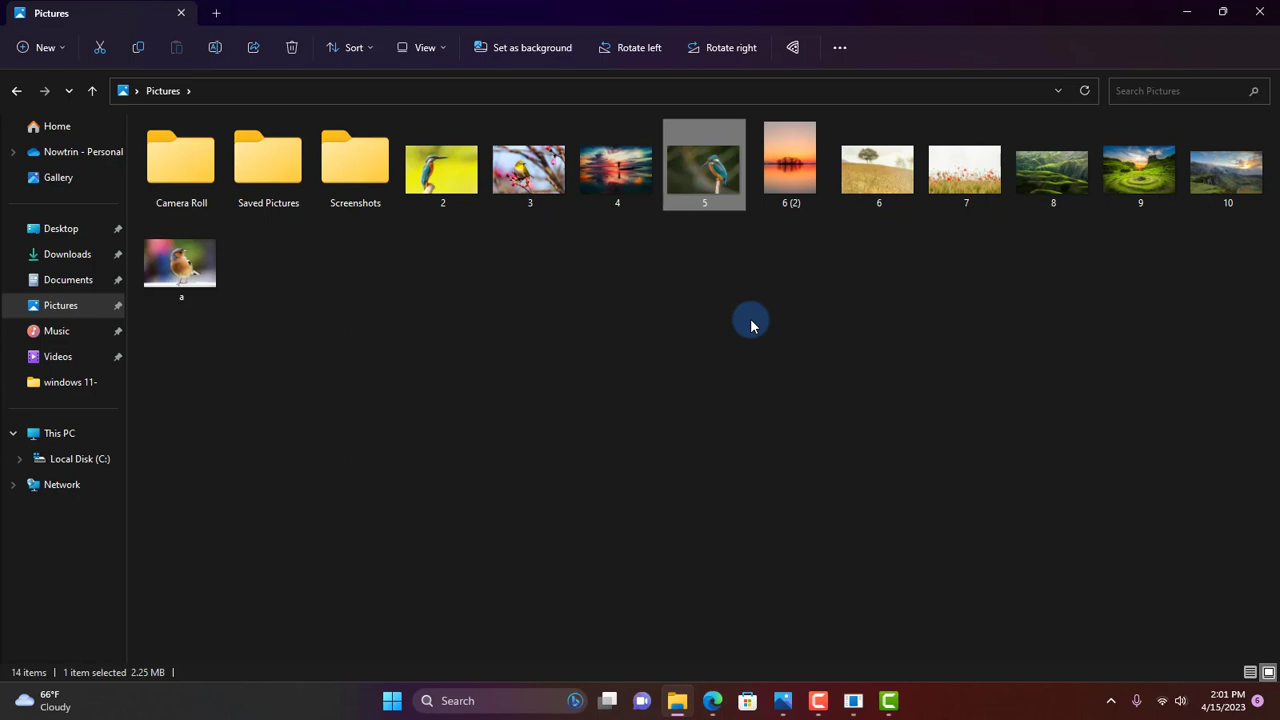 Pictures
New
Sort
View
Set as background
Rotate left
Rotate right
Pictures
Search Pictures
Home
Nowtrin - Personal
Gallery
Desktop
Downloads
Documents
Pictures
Music
Videos
windows 11-
This PC
Local Disk (C:)
Network
Camera Roll
Saved Pictures
Screenshots
2
3
4
5
6 (2)
6
7
8
9
10
a
14 items
1 item selected 2.25 MB
66°F
Cloudy
Search
2:01 PM
4/15/2023
6